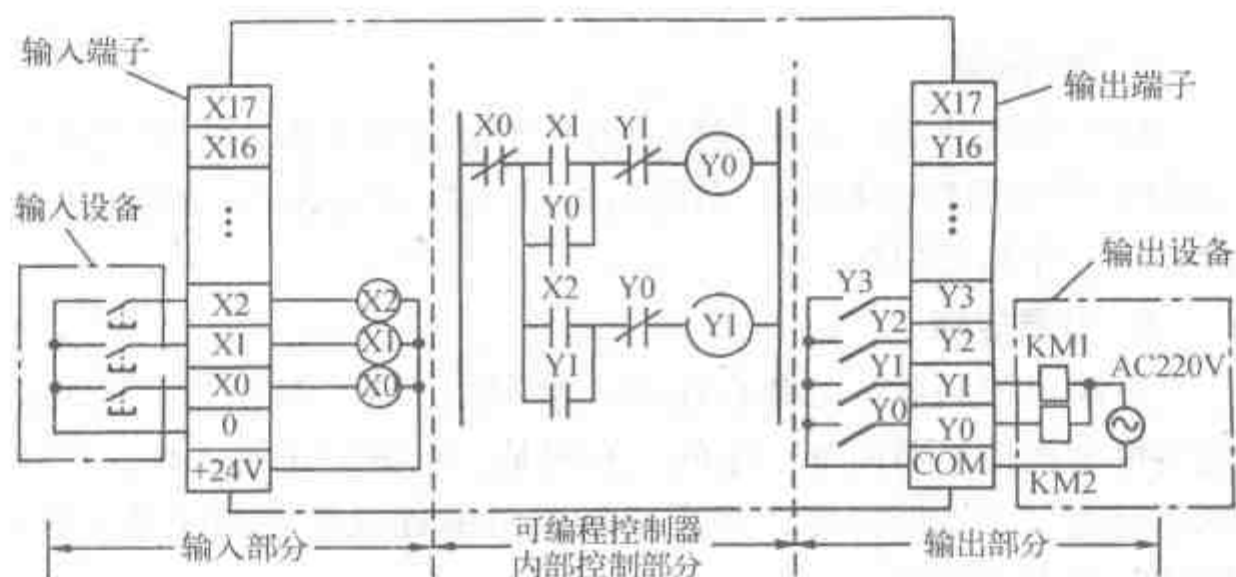 输入端子
X17
X16
⋮
输入设备
X2
X1
X0
0
+24V
X2
X1
X0
X0
X1
Y1
Y0
Y0
X2
Y0
Y1
Y1
输出端子
X17
Y16
⋮
输出设备
Y3
Y2
Y1
Y0
Y3
Y2
Y1
Y0
COM
KM1
AC220V
KM2
输入部分
可编程控制器
内部控制部分
输出部分